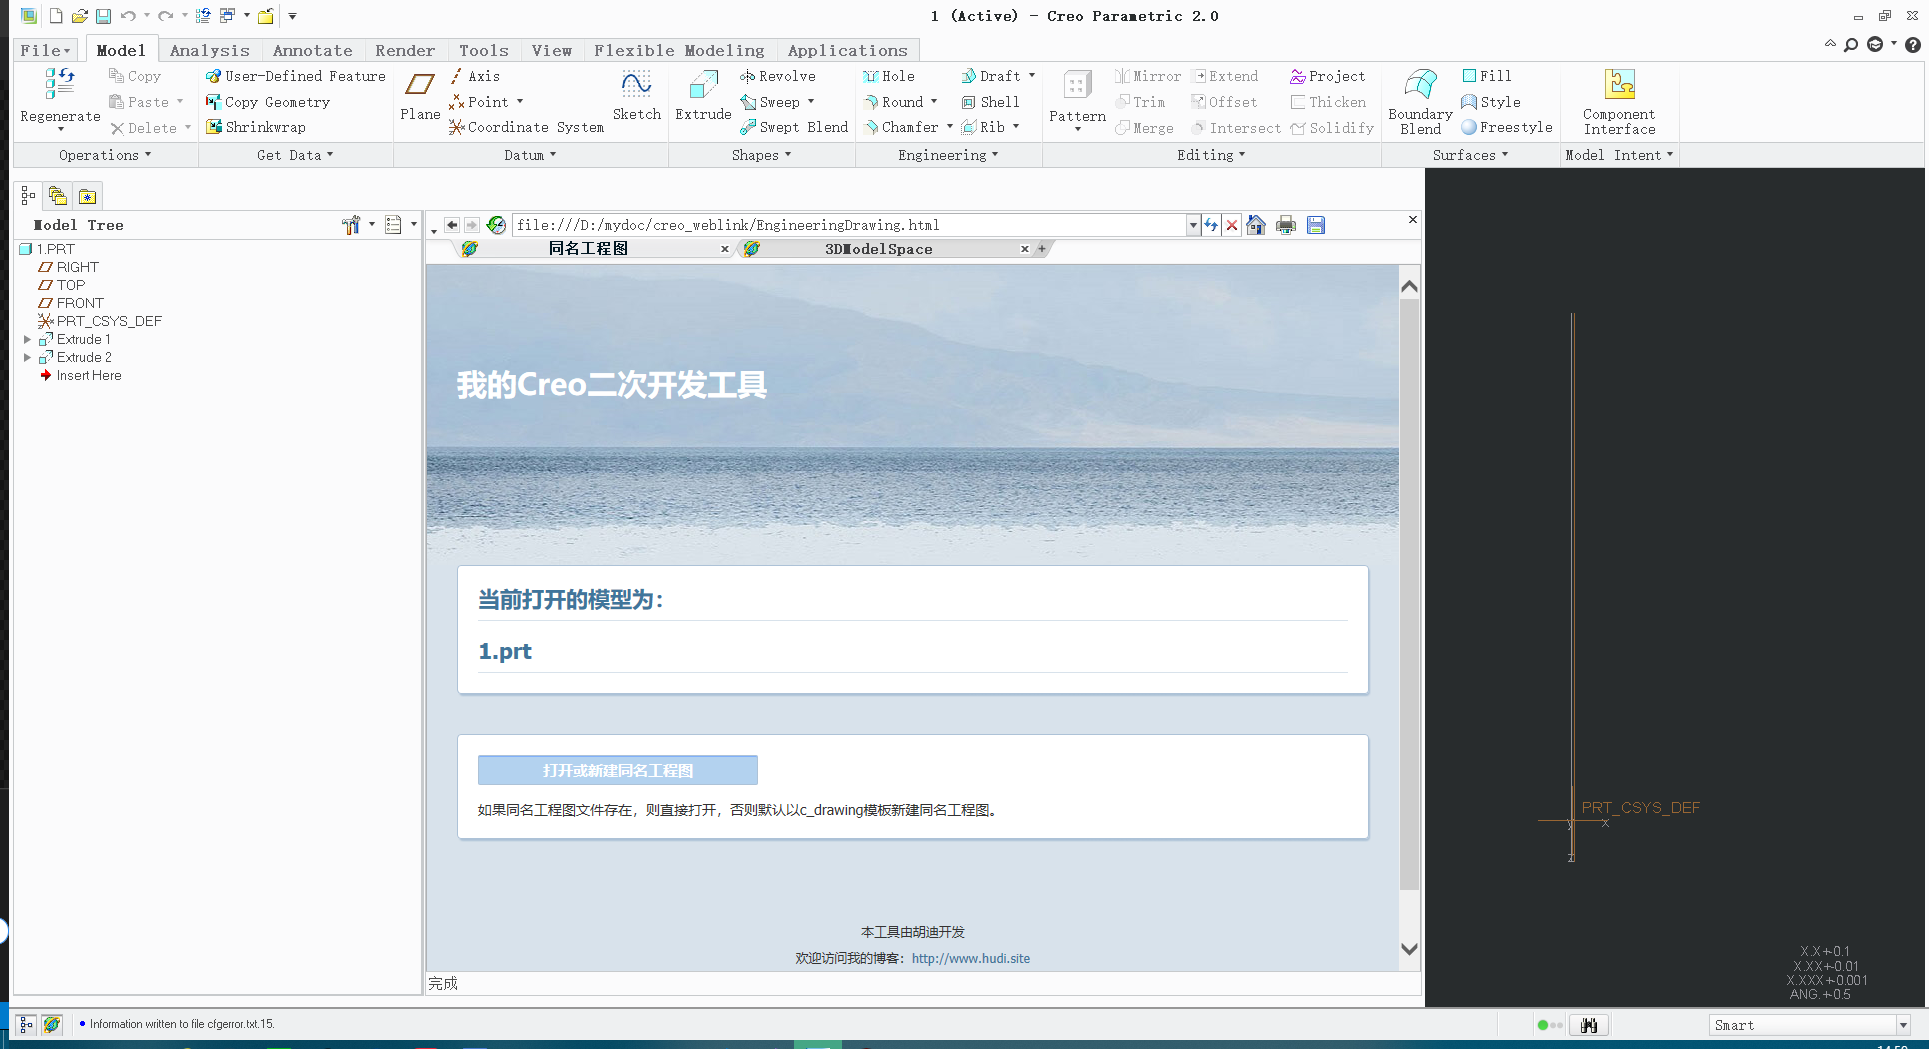 1 (Active) - Creo Parametric 2.0
File Model Analysis Annotate Render Tools View Flexible Modeling Applications
Regenerate
Copy
Paste
Delete
Operations
User-Defined Feature
Copy Geometry
Shrinkwrap
Get Data
Plane
Axis
Point
Coordinate System
Sketch
Datum
Extrude
Revolve
Sweep
Swept Blend
Shapes
Hole
Round
Chamfer
Draft
Shell
Rib
Engineering
Pattern
Mirror
Trim
Merge
Extend
Offset
Intersect
Project
Thicken
Solidify
Editing
Boundary
Blend
Fill
Style
Freestyle
Surfaces
Component
Interface
Model Intent
Model Tree
1.PRT
RIGHT
TOP
FRONT
PRT_CSYS_DEF
Extrude 1
Extrude 2
Insert Here
file:///D:/mydoc/creo_weblink/EngineeringDrawing.html
同名工程图 3DModelSpace
我的Creo二次开发工具
当前打开的模型为：
1.prt
打开或新建同名工程图
如果同名工程图文件存在，则直接打开，否则默认以c_drawing模板新建同名工程图。
本工具由胡迪开发
欢迎访问我的博客：http://www.hudi.site
完成
PRT_CSYS_DEF
X
Y
Z
X.X+-0.1
X.XX+-0.01
X.XXX+-0.001
ANG.+-0.5
Information written to file cfgerror.txt.15.
Smart